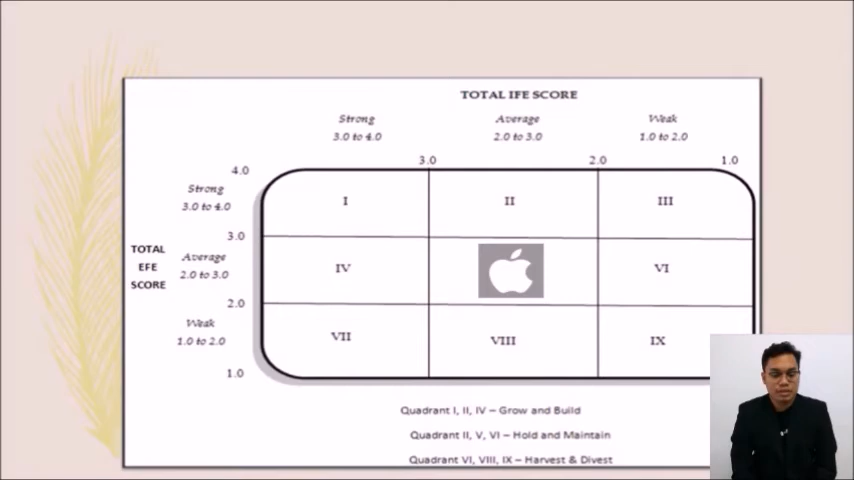 TOTAL IFE SCORE
Strong Average Weak
3.0 to 4.0 2.0 to 3.0 1.0 to 2.0
3.0 2.0 1.0
4.0
Strong
3.0 to 4.0
I II III
3.0
TOTAL
EFE
SCORE
Average
2.0 to 3.0
IV VI
2.0
Weak
1.0 to 2.0
VII VIII IX
1.0
Quadrant I, II, IV – Grow and Build
Quadrant II, V, VI – Hold and Maintain
Quadrant VI, VIII, IX – Harvest & Divest